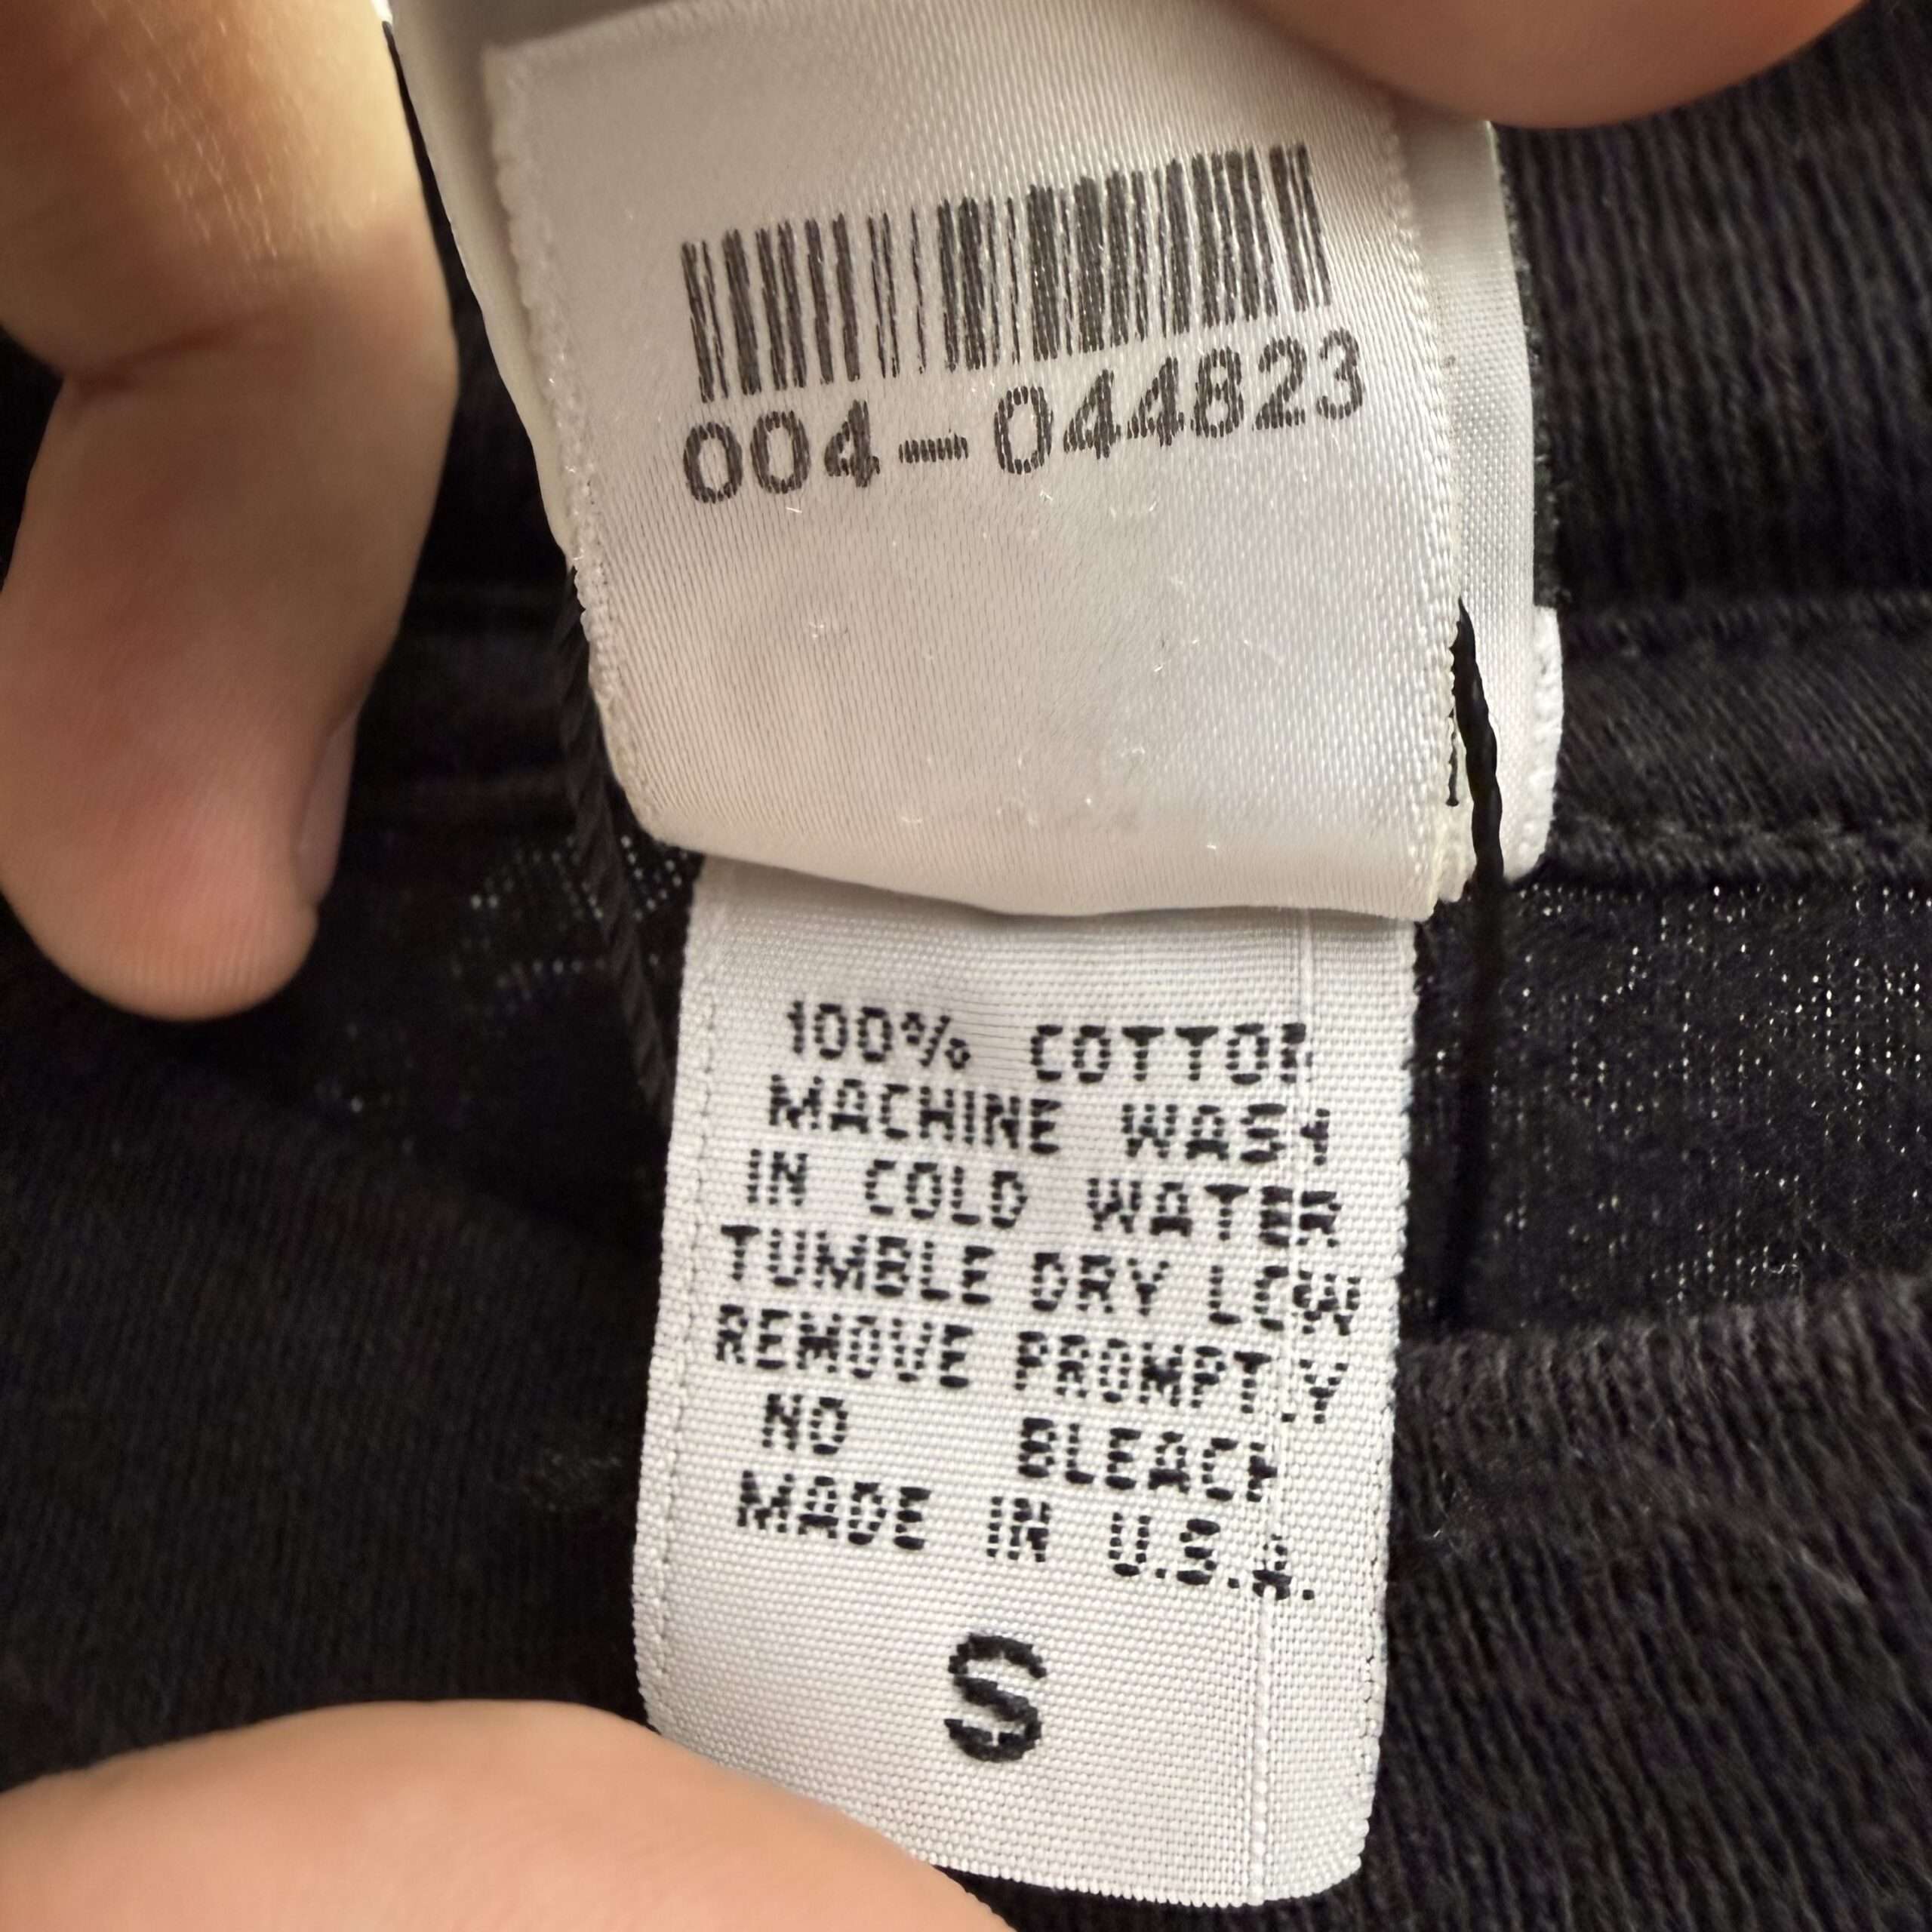 004-044823
100% COTTON
MACHINE WASH
IN COLD WATER
TUMBLE DRY LOW
REMOVE PROMPTLY
NO BLEACH
MADE IN U.S.A.
S